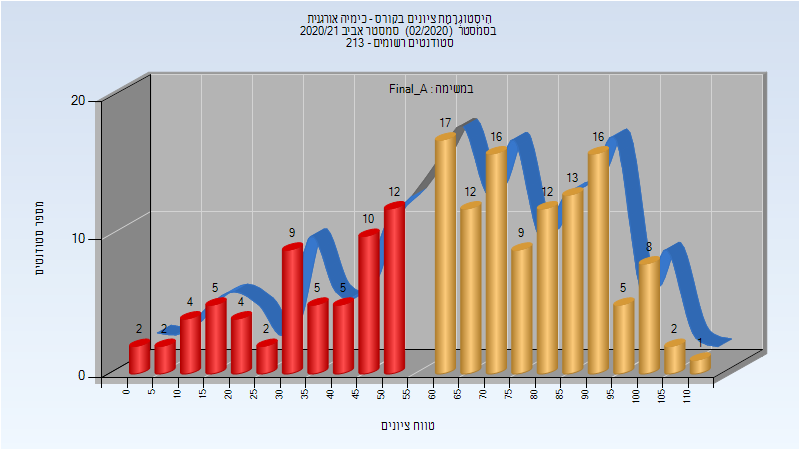 היסטוגרמת ציונים בקורס - כימיה אורגנית
בסמסטר (02/2020) סמסטר אביב 2020/21
סטודנטים רשומים - 213
במשימה : Final_A
מספר סטודנטים
20
10
0
2 2 4 5 4 2 9 5 5 10 12 17 12 16 9 12 13 16 5 8 2 1
0 5 10 15 20 25 30 35 40 45 50 55 60 65 70 75 80 85 90 95 100 105 110
טווח ציונים